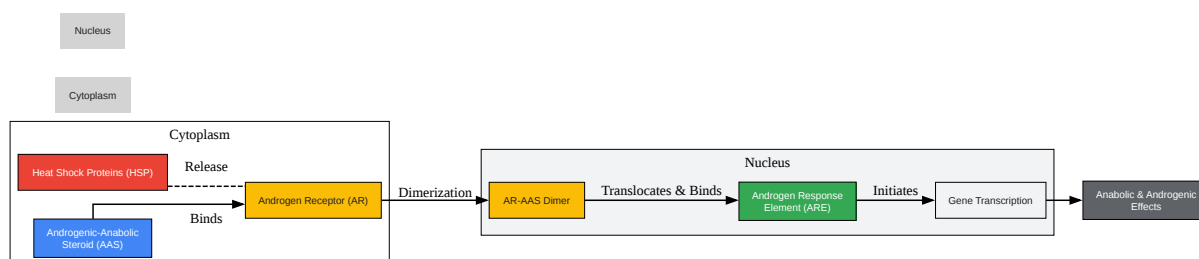 Nucleus
Cytoplasm
Cytoplasm
Heat Shock Proteins (HSP)
Release
Androgen Receptor (AR)
Androgenic-Anabolic
Steroid (AAS)
Binds
Dimerization
Nucleus
AR-AAS Dimer
Translocates & Binds
Androgen Response
Element (ARE)
Initiates
Gene Transcription
Anabolic & Androgenic
Effects